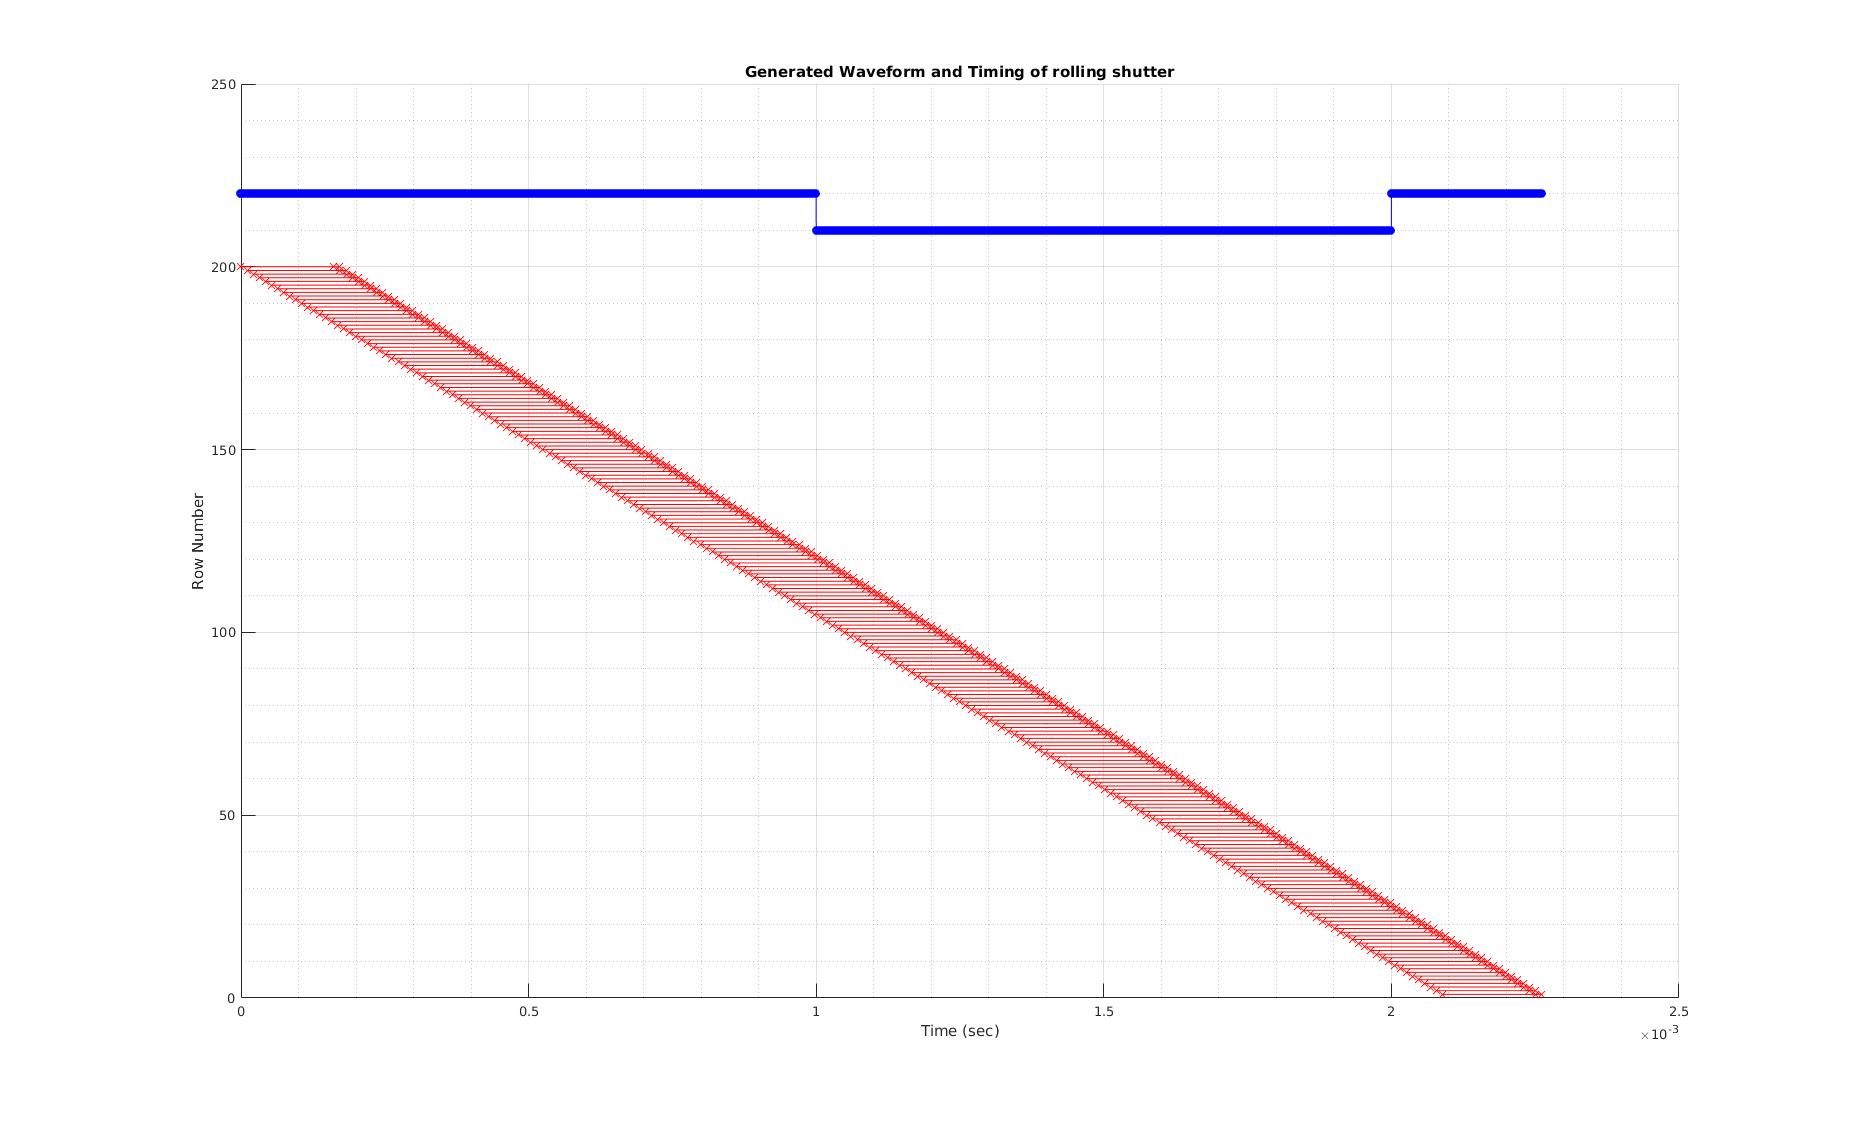 Generated Waveform and Timing of rolling shutter
250
200
150
100
50
0
Row Number
0 0.5 1 1.5 2 2.5
Time (sec)
×10⁻³